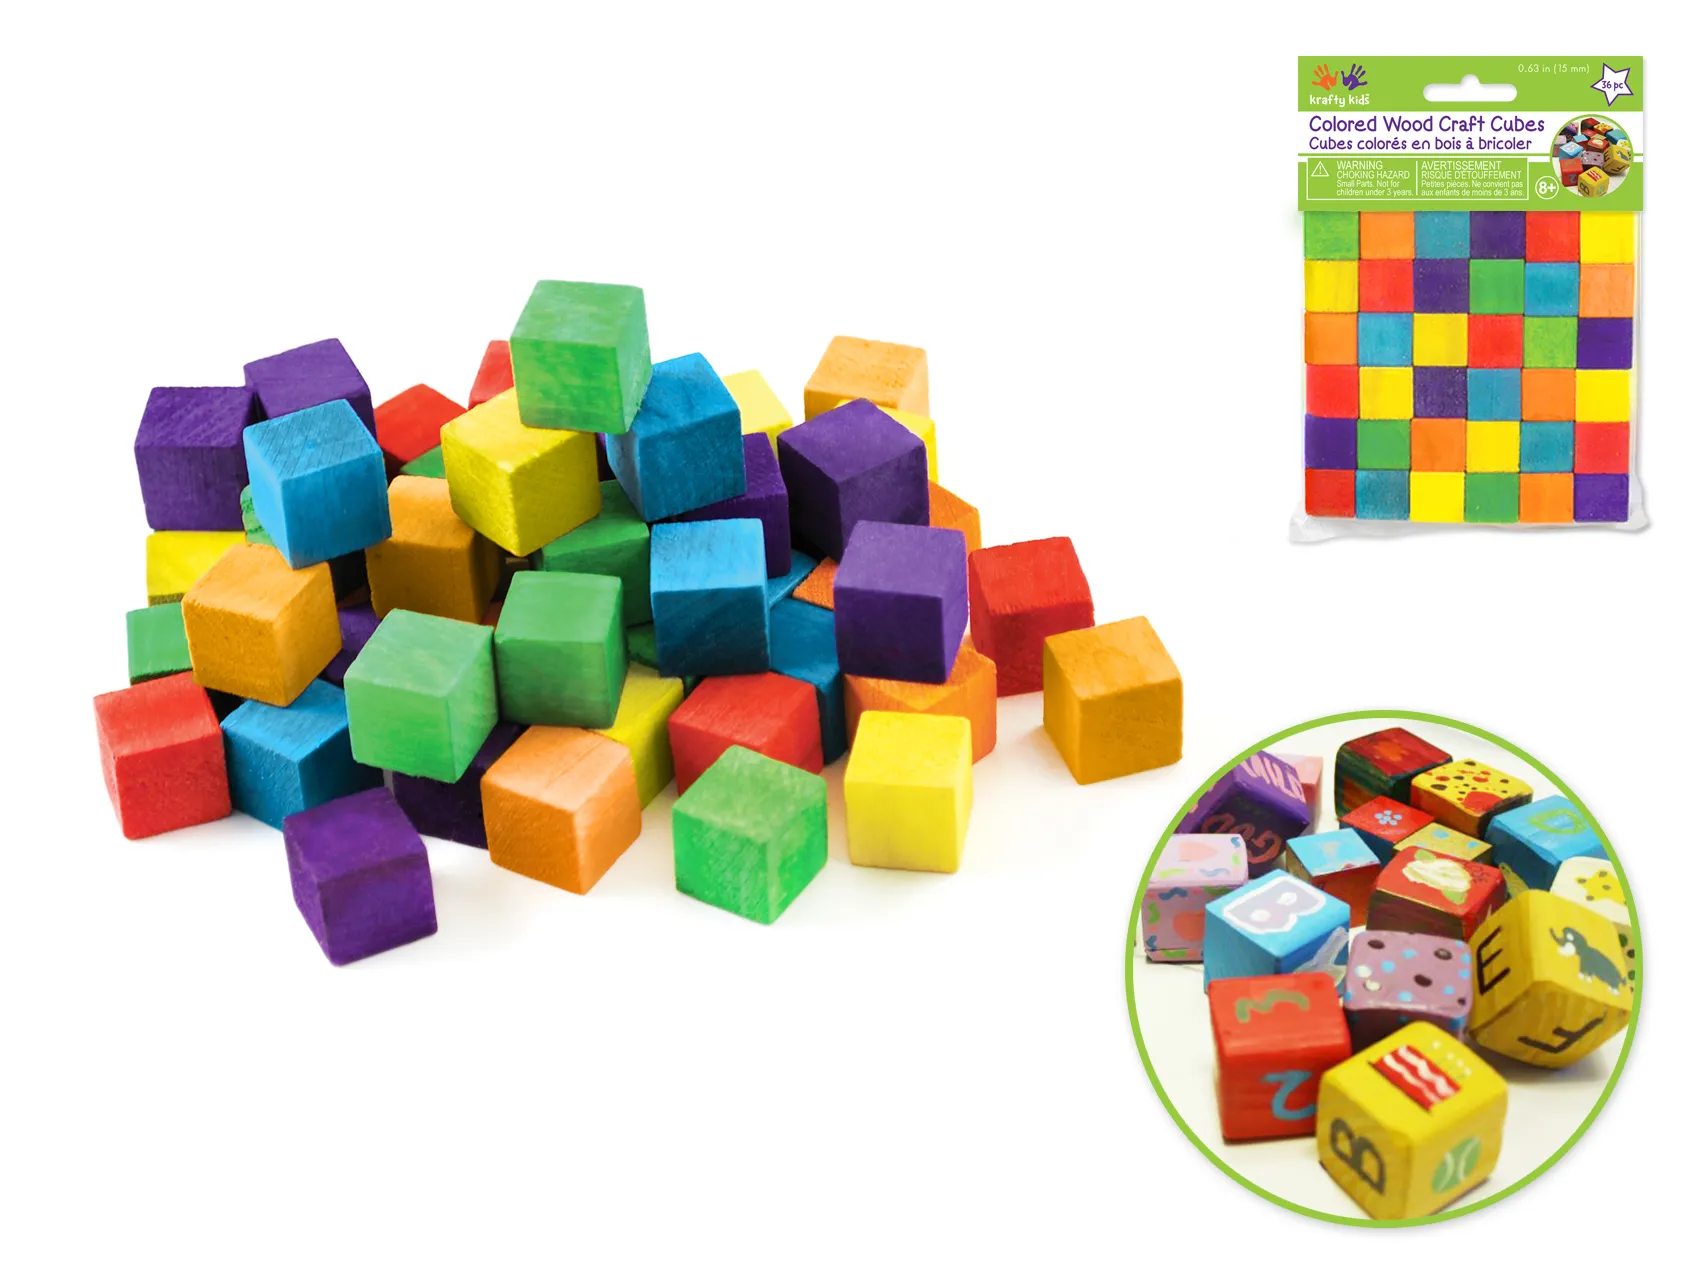 0.63 in (15 mm)
36 pc
krafty kids
Colored Wood Craft Cubes
Cubes colorés en bois à bricoler
WARNING
CHOKING HAZARD
Small Parts. Not for
children under 3 years.
AVERTISSEMENT
RISQUE D'ÉTOUFFEMENT
Petites pièces. Ne convient pas
aux enfants de moins de 3 ans.
8+
D
B
E
F
3
2
B